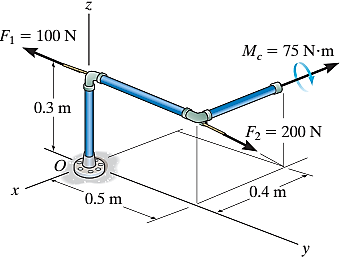 z
F₁ = 100 N
M꜀ = 75 N·m
0.3 m
F₂ = 200 N
O
x
0.5 m
0.4 m
y